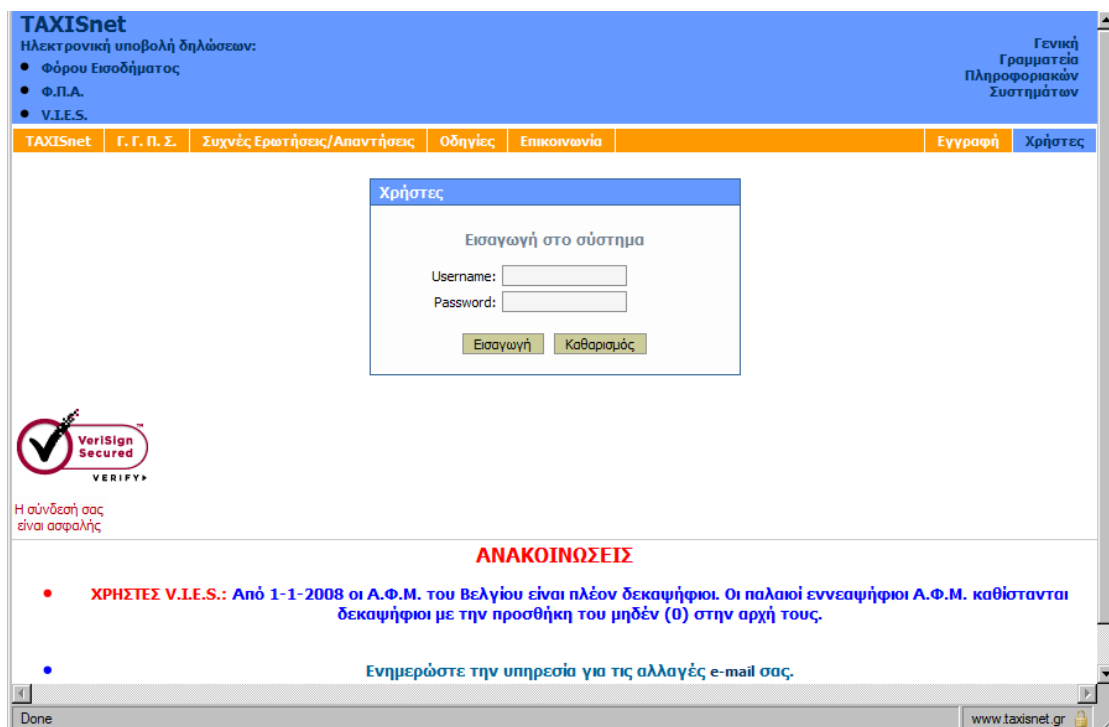 TAXISnet
Ηλεκτρονική υποβολή δηλώσεων:
• Φόρου Εισοδήματος
• Φ.Π.Α.
• V.I.E.S.
Γενική
Γραμματεία
Πληροφοριακών
Συστημάτων
TAXISnet Γ. Γ. Π. Σ. Συχνές Ερωτήσεις/Απαντήσεις Οδηγίες Επικοινωνία Εγγραφή Χρήστες
Χρήστες
Εισαγωγή στο σύστημα
Username:
Password:
Εισαγωγή Καθαρισμός
VeriSign™
Secured
VERIFY
Η σύνδεσή σας
είναι ασφαλής
ΑΝΑΚΟΙΝΩΣΕΙΣ
• ΧΡΗΣΤΕΣ V.I.E.S.: Από 1-1-2008 οι Α.Φ.Μ. του Βελγίου είναι πλέον δεκαψήφιοι. Οι παλαιοί εννεαψήφιοι Α.Φ.Μ. καθίστανται
δεκαψήφιοι με την προσθήκη του μηδέν (0) στην αρχή τους.
• Ενημερώστε την υπηρεσία για τις αλλαγές e-mail σας.
Done www.taxisnet.gr